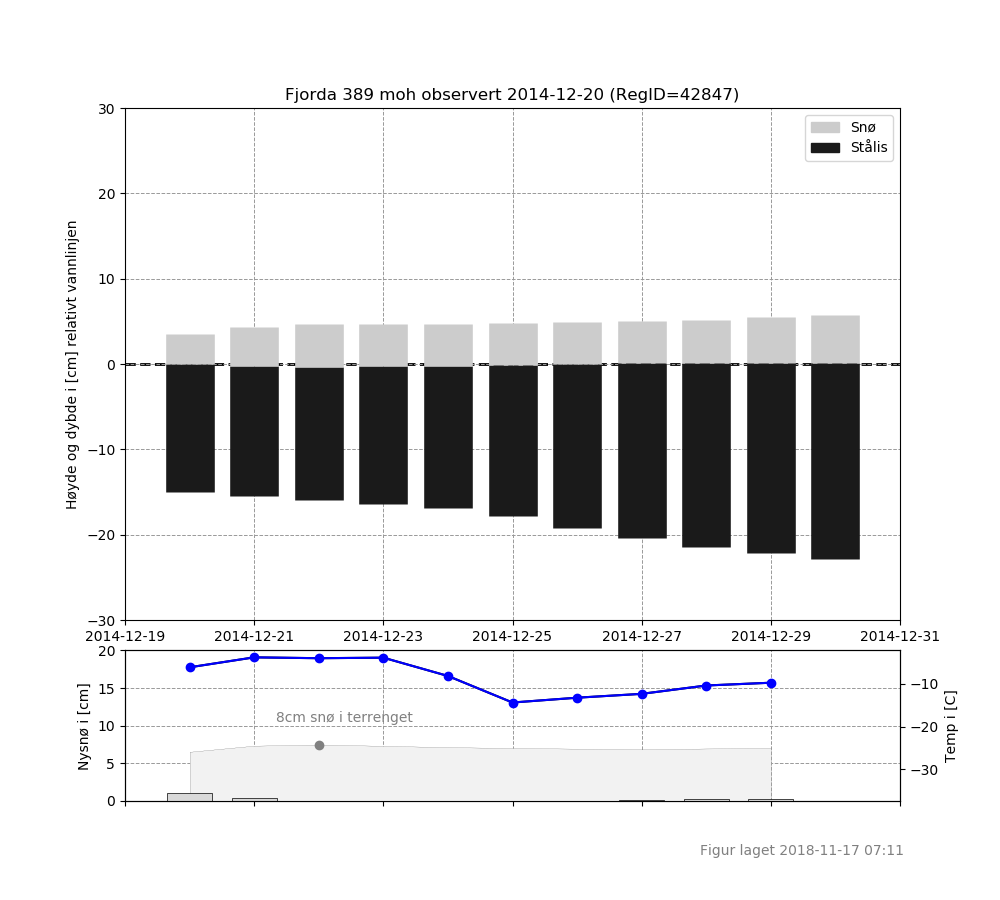 Fjorda 389 moh observert 2014-12-20 (RegID=42847)
Snø
Stålis
Høyde og dybde i [cm] relativt vannlinjen
30
20
10
0
−10
−20
−30
2014-12-19 2014-12-21 2014-12-23 2014-12-25 2014-12-27 2014-12-29 2014-12-31
Nysnø i [cm]
20
15
10
5
0
8cm snø i terrenget
−10
−20
−30
Temp i [C]
Figur laget 2018-11-17 07:11